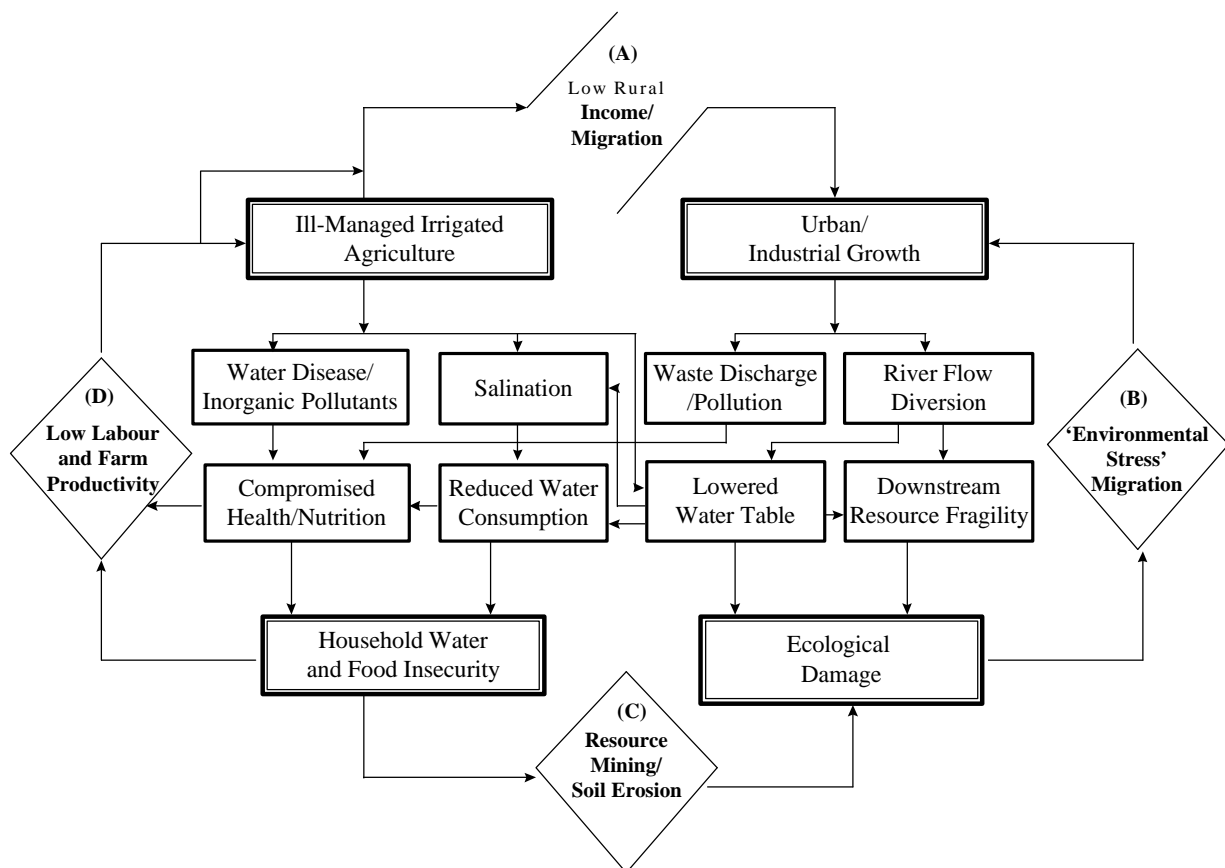 (A)
Low Rural
Income/
Migration
Ill-Managed Irrigated
Agriculture
Urban/
Industrial Growth
Water Disease/
Inorganic Pollutants
Salination
Waste Discharge
/Pollution
River Flow
Diversion
(D)
Low Labour
and Farm
Productivity
(B)
‘Environmental
Stress’
Migration
Compromised
Health/Nutrition
Reduced Water
Consumption
Lowered
Water Table
Downstream
Resource Fragility
Household Water
and Food Insecurity
Ecological
Damage
(C)
Resource
Mining/
Soil Erosion